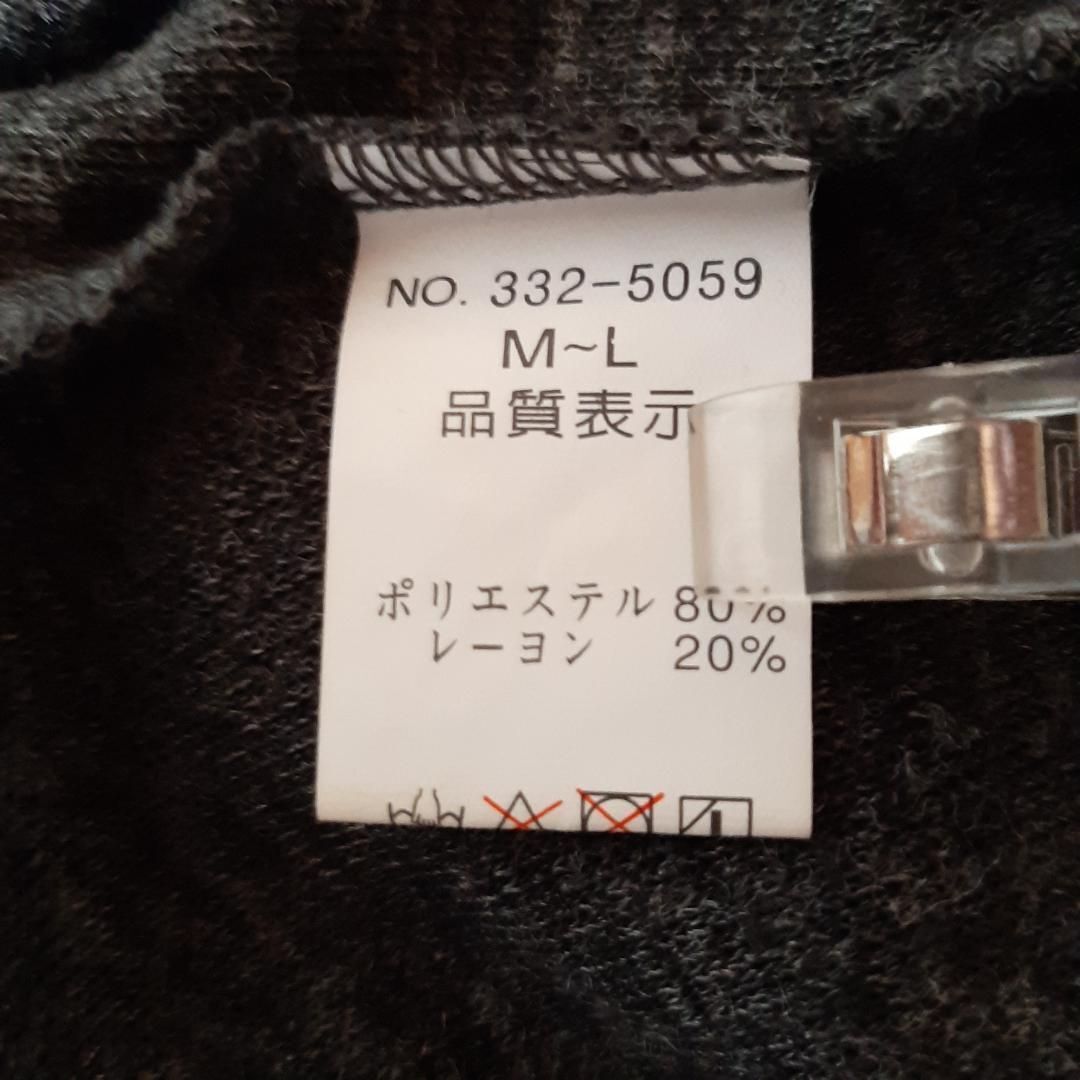 NO. 332-5059
M~L
品質表示
ポリエステル 80%
レーヨン 20%